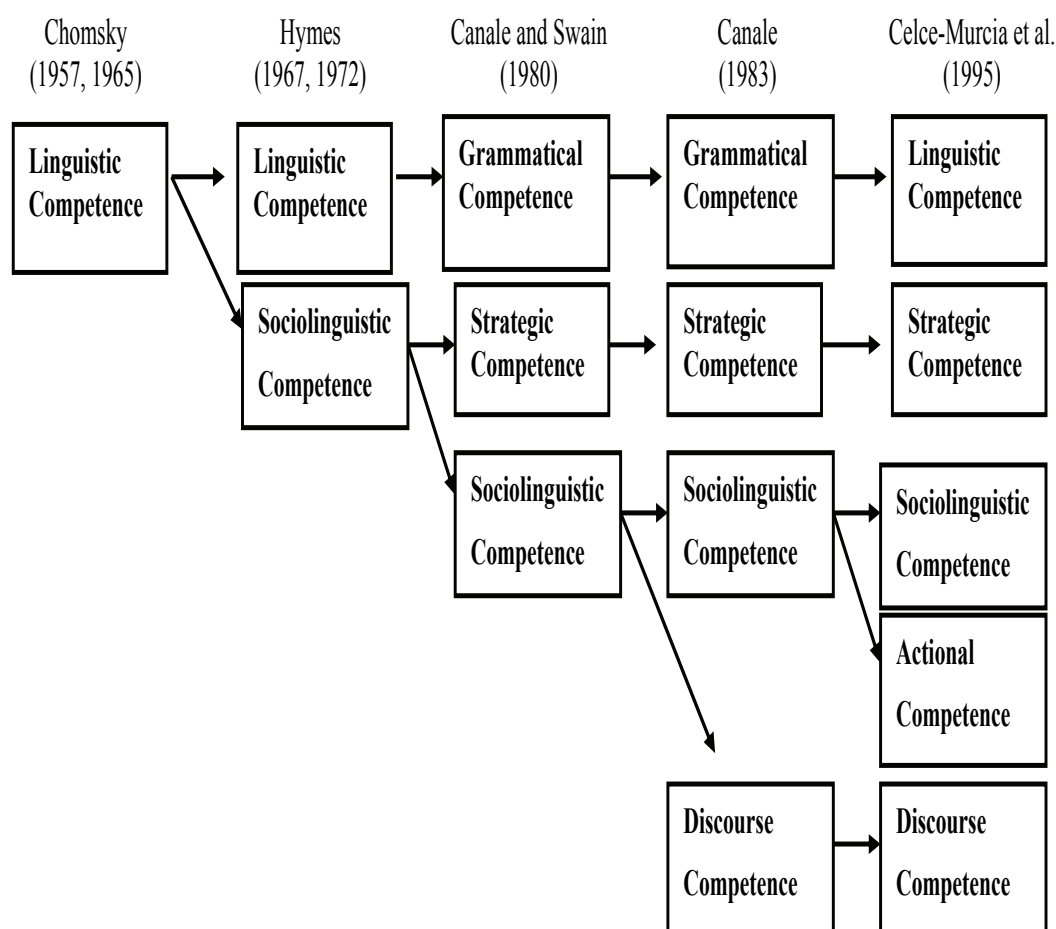 Chomsky
(1957, 1965)
Hymes
(1967, 1972)
Canale and Swain
(1980)
Canale
(1983)
Celce-Murcia et al.
(1995)
Linguistic
Competence
Linguistic
Competence
Grammatical
Competence
Grammatical
Competence
Linguistic
Competence
Sociolinguistic
Competence
Strategic
Competence
Strategic
Competence
Strategic
Competence
Sociolinguistic
Competence
Sociolinguistic
Competence
Sociolinguistic
Competence
Actional
Competence
Discourse
Competence
Discourse
Competence